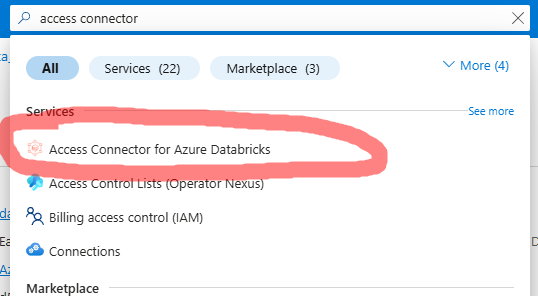 access connector
All
Services (22)
Marketplace (3)
More (4)
Services
See more
Access Connector for Azure Databricks
Access Control Lists (Operator Nexus)
Billing access control (IAM)
Connections
Marketplace